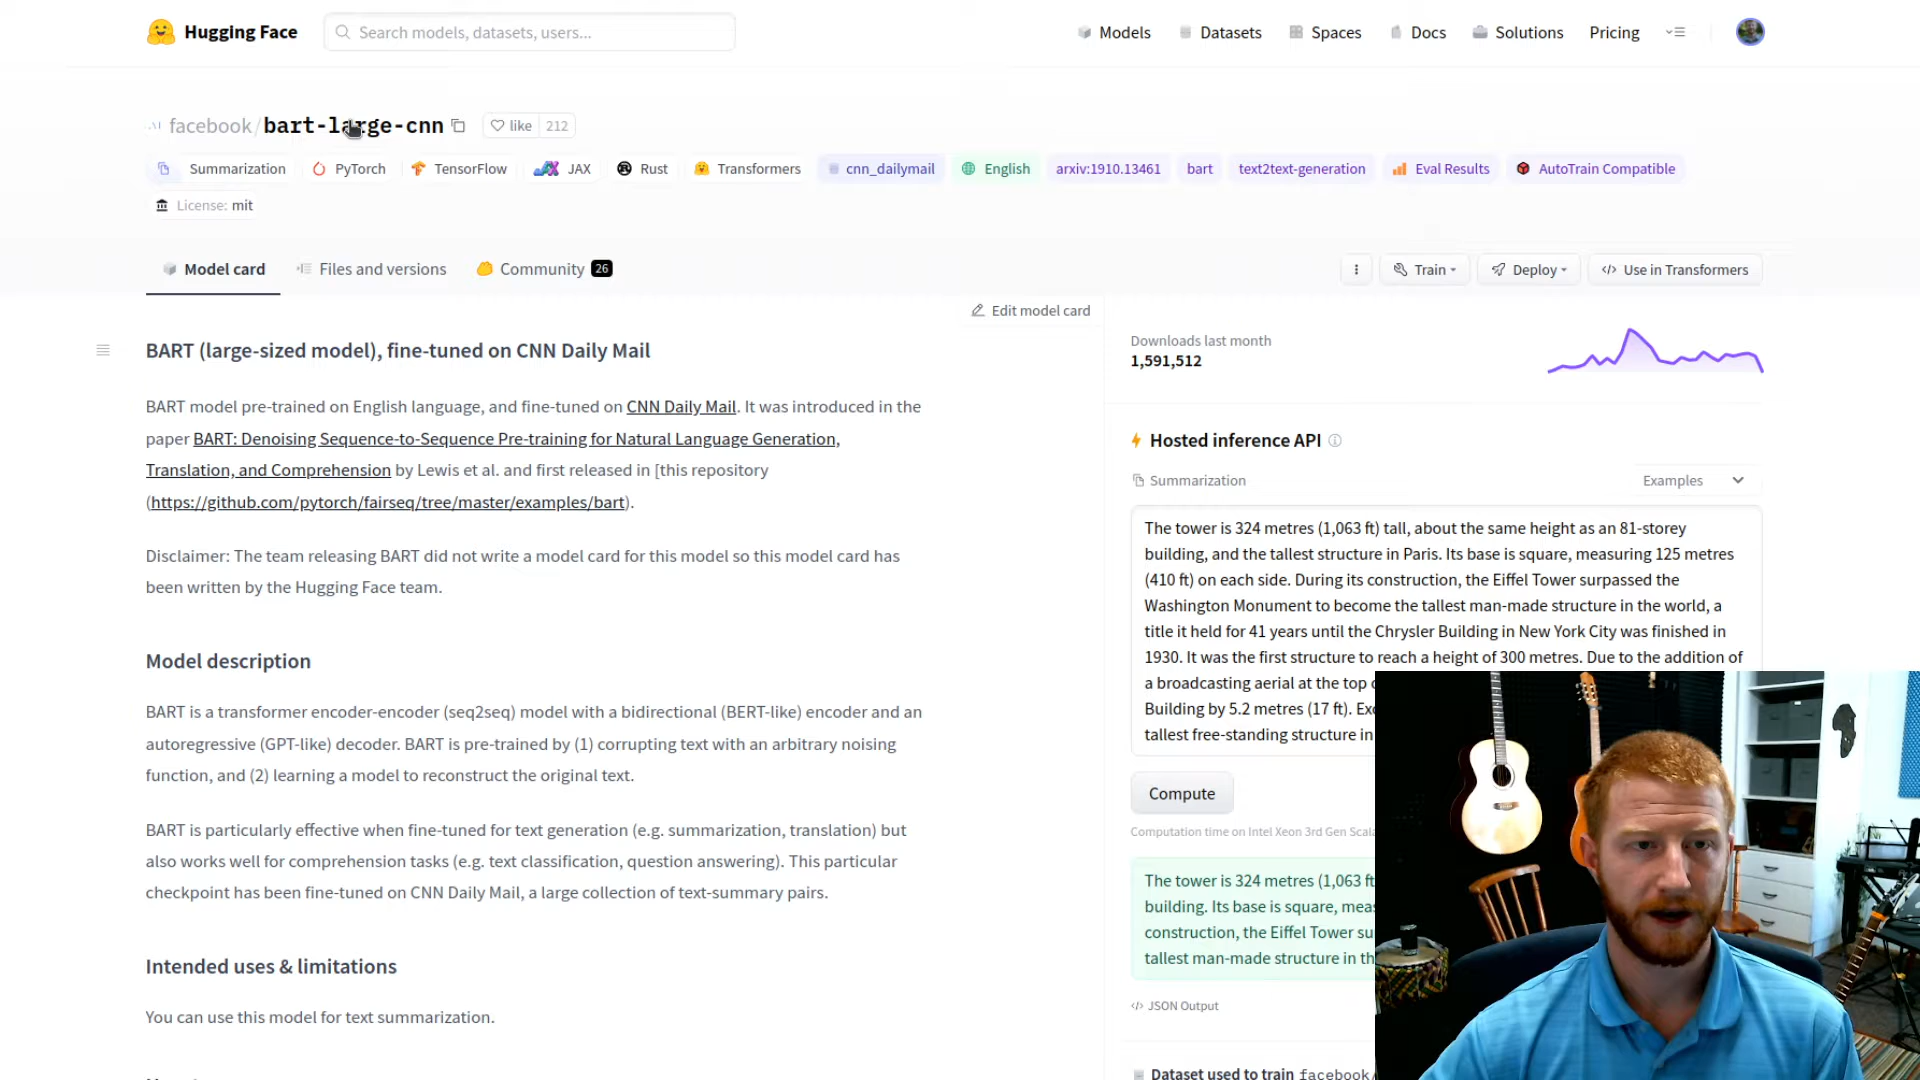 Hugging Face
Search models, datasets, users...
Models
Datasets
Spaces
Docs
Solutions
Pricing
facebook/bart-large-cnn
like 212
Summarization
PyTorch
TensorFlow
JAX
Rust
Transformers
cnn_dailymail
English
arxiv:1910.13461
bart
text2text-generation
Eval Results
AutoTrain Compatible
License: mit
Model card
Files and versions
Community 26
Train
Deploy
</> Use in Transformers
Edit model card
BART (large-sized model), fine-tuned on CNN Daily Mail
BART model pre-trained on English language, and fine-tuned on CNN Daily Mail. It was introduced in the
paper BART: Denoising Sequence-to-Sequence Pre-training for Natural Language Generation,
Translation, and Comprehension by Lewis et al. and first released in [this repository
(https://github.com/pytorch/fairseq/tree/master/examples/bart).
Disclaimer: The team releasing BART did not write a model card for this model so this model card has
been written by the Hugging Face team.
Model description
BART is a transformer encoder-encoder (seq2seq) model with a bidirectional (BERT-like) encoder and an
autoregressive (GPT-like) decoder. BART is pre-trained by (1) corrupting text with an arbitrary noising
function, and (2) learning a model to reconstruct the original text.
BART is particularly effective when fine-tuned for text generation (e.g. summarization, translation) but
also works well for comprehension tasks (e.g. text classification, question answering). This particular
checkpoint has been fine-tuned on CNN Daily Mail, a large collection of text-summary pairs.
Intended uses & limitations
You can use this model for text summarization.
Downloads last month
1,591,512
Hosted inference API
Summarization
Examples
The tower is 324 metres (1,063 ft) tall, about the same height as an 81-storey
building, and the tallest structure in Paris. Its base is square, measuring 125 metres
(410 ft) on each side. During its construction, the Eiffel Tower surpassed the
Washington Monument to become the tallest man-made structure in the world, a
title it held for 41 years until the Chrysler Building in New York City was finished in
1930. It was the first structure to reach a height of 300 metres. Due to the addition of
a broadcasting aerial at the top
Building by 5.2 metres (17 ft).
tallest free-standing structure in
Compute
Computation time on Intel Xeon 3rd Gen
The tower is 324 metres (1,063 ft
building. Its base is square,
construction, the Eiffel Tower
tallest man-made structure in
</> JSON Output
Dataset used to train facebook/